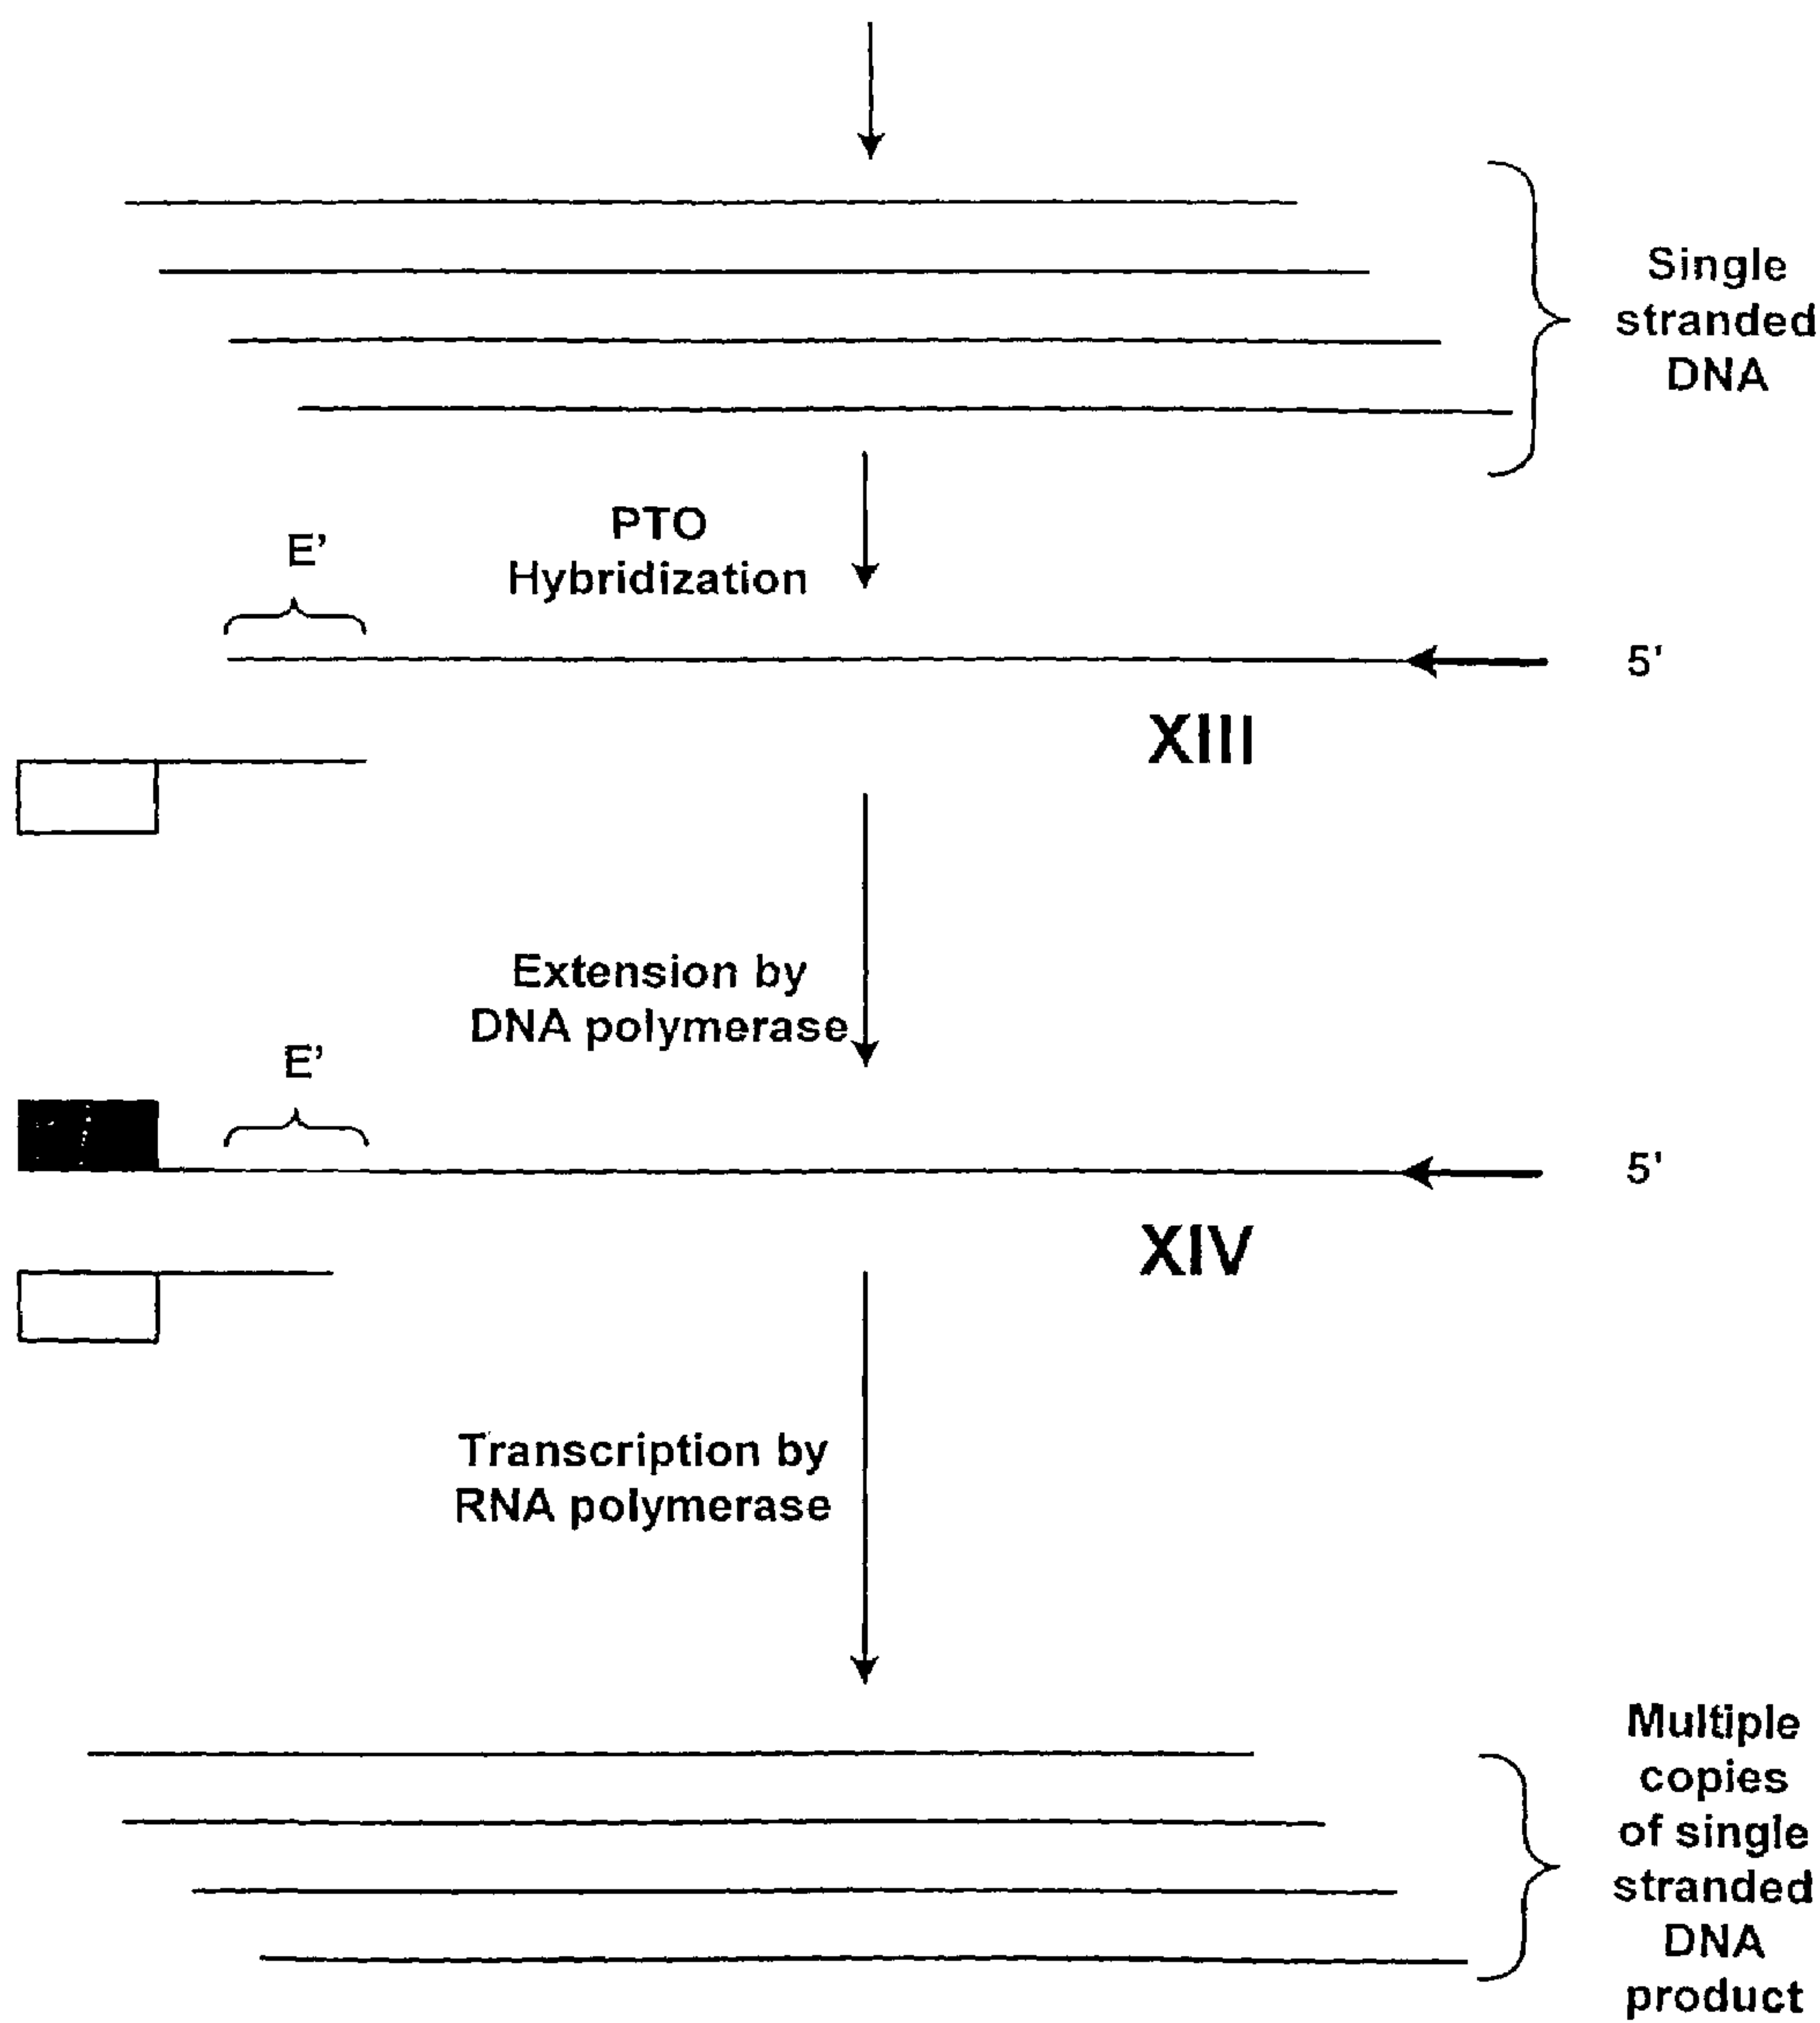 Single
stranded
DNA
PTO
Hybridization
E'
5'
XIII
Extension by
DNA polymerase
E'
5'
XIV
Transcription by
RNA polymerase
Multiple
copies
of single
stranded
DNA
product